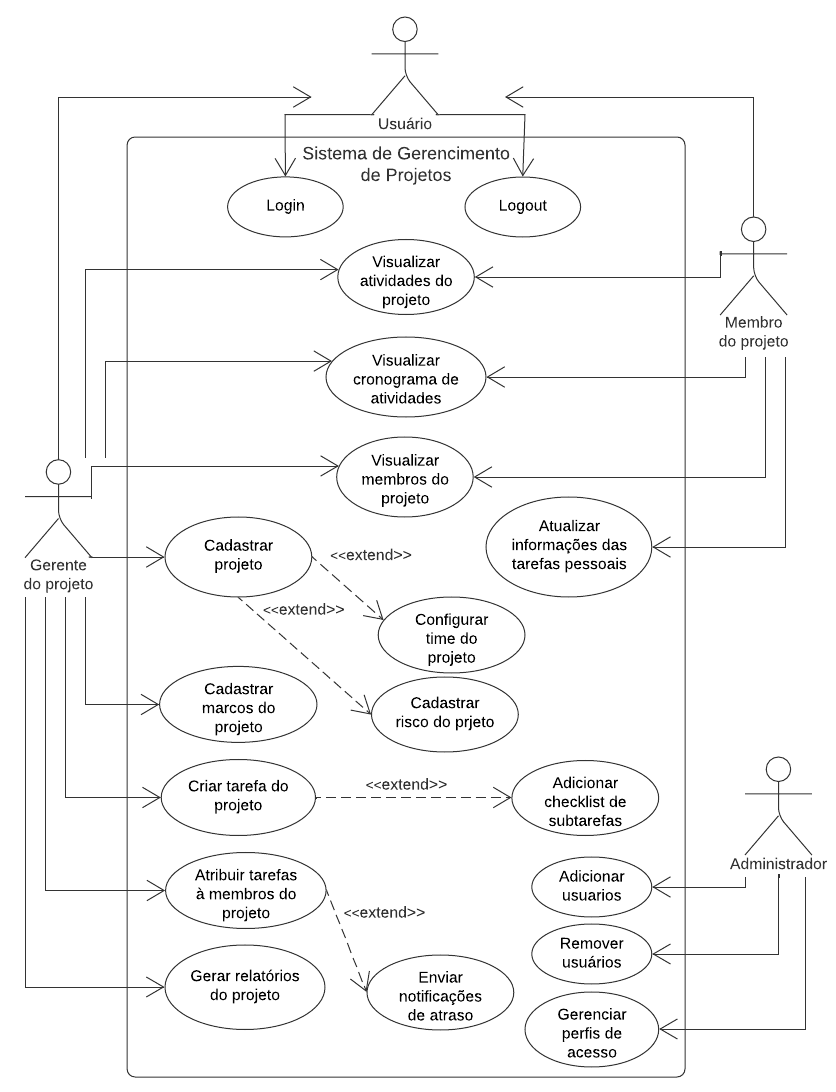 Usuário
Sistema de Gerencimento
de Projetos
Login
Logout
Visualizar
atividades do
projeto
Membro
do projeto
Visualizar
cronograma de
atividades
Visualizar
membros do
projeto
Gerente
do projeto
Cadastrar
projeto
<<extend>>
Atualizar
informações das
tarefas pessoais
<<extend>>
Configurar
time do
projeto
Cadastrar
marcos do
projeto
Cadastrar
risco do prjeto
Criar tarefa do
projeto
<<extend>>
Adicionar
checklist de
subtarefas
Administrador
Atribuir tarefas
à membros do
projeto
<<extend>>
Adicionar
usuarios
Remover
usuários
Gerar relatórios
do projeto
Enviar
notificações
de atraso
Gerenciar
perfis de
acesso